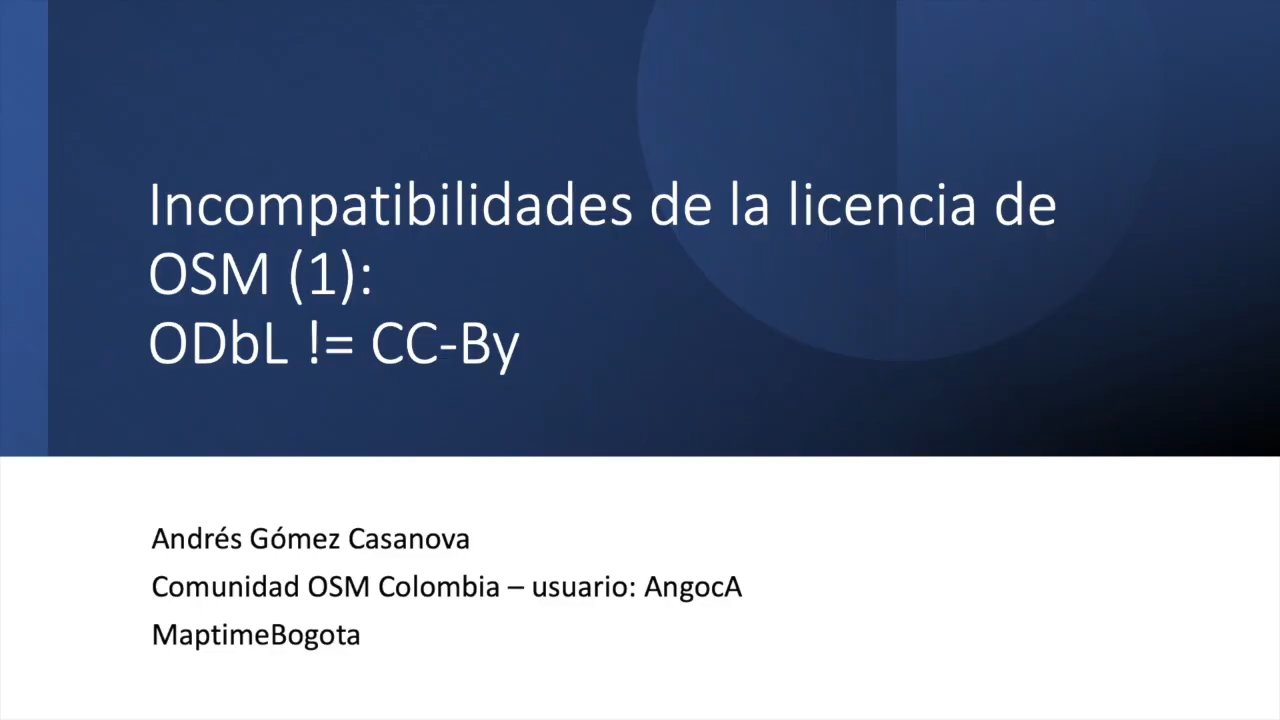 Incompatibilidades de la licencia de
OSM (1):
ODbL != CC-By
Andrés Gómez Casanova
Comunidad OSM Colombia – usuario: AngocA
MaptimeBogota